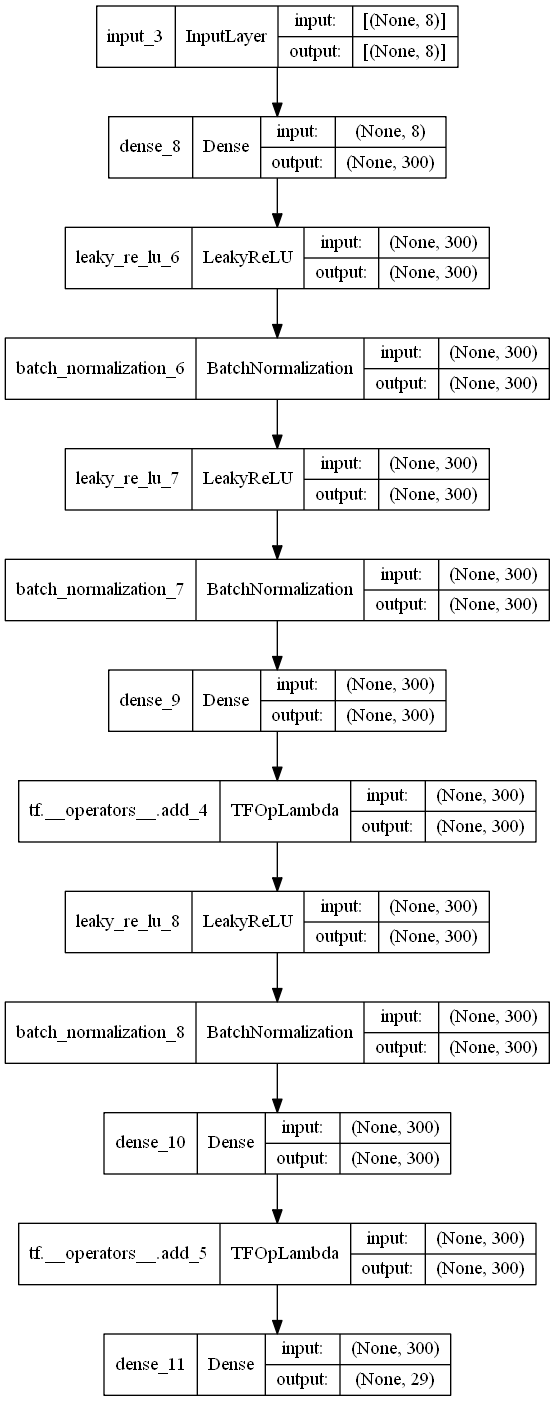 input_3 InputLayer input: [(None, 8)]
output: [(None, 8)]
dense_8 Dense input: (None, 8)
output: (None, 300)
leaky_re_lu_6 LeakyReLU input: (None, 300)
output: (None, 300)
batch_normalization_6 BatchNormalization input: (None, 300)
output: (None, 300)
leaky_re_lu_7 LeakyReLU input: (None, 300)
output: (None, 300)
batch_normalization_7 BatchNormalization input: (None, 300)
output: (None, 300)
dense_9 Dense input: (None, 300)
output: (None, 300)
tf.__operators__.add_4 TFOpLambda input: (None, 300)
output: (None, 300)
leaky_re_lu_8 LeakyReLU input: (None, 300)
output: (None, 300)
batch_normalization_8 BatchNormalization input: (None, 300)
output: (None, 300)
dense_10 Dense input: (None, 300)
output: (None, 300)
tf.__operators__.add_5 TFOpLambda input: (None, 300)
output: (None, 300)
dense_11 Dense input: (None, 300)
output: (None, 29)